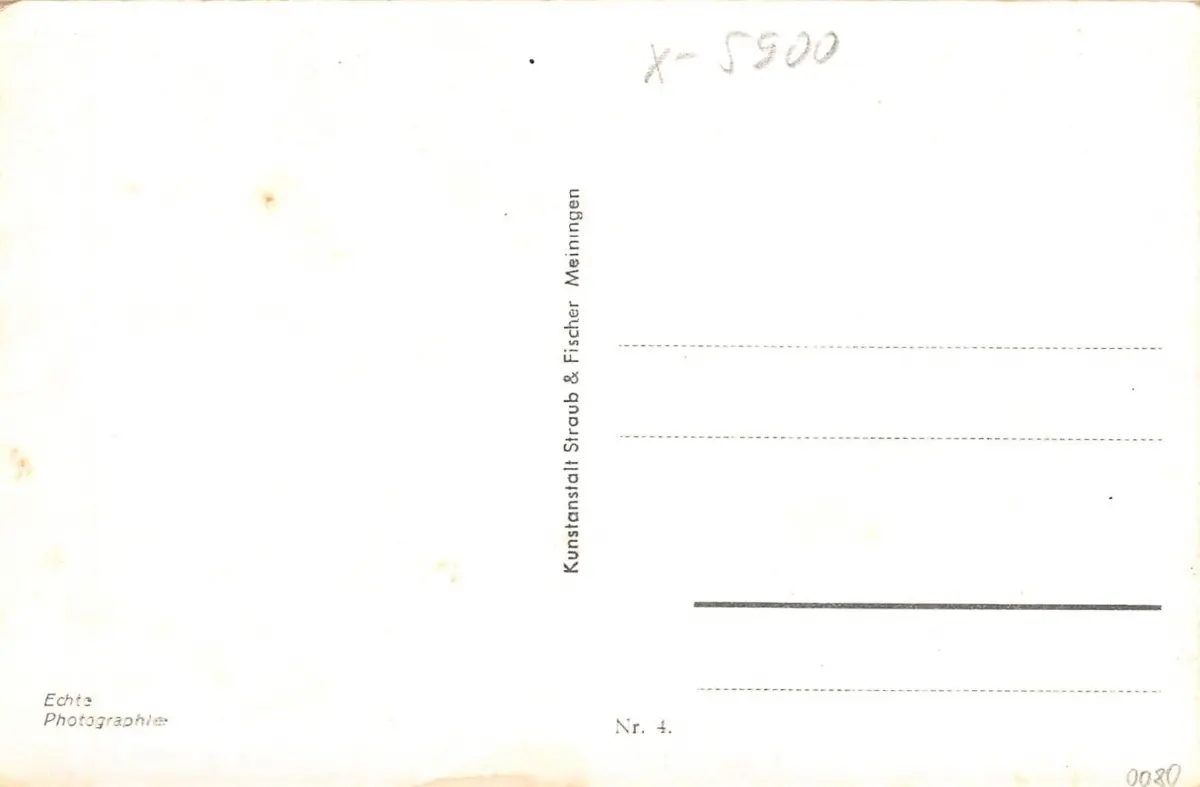 X- 5900
Kunstanstalt Straub & Fischer Meiningen
Echte
Photographie
Nr. 4.
0080